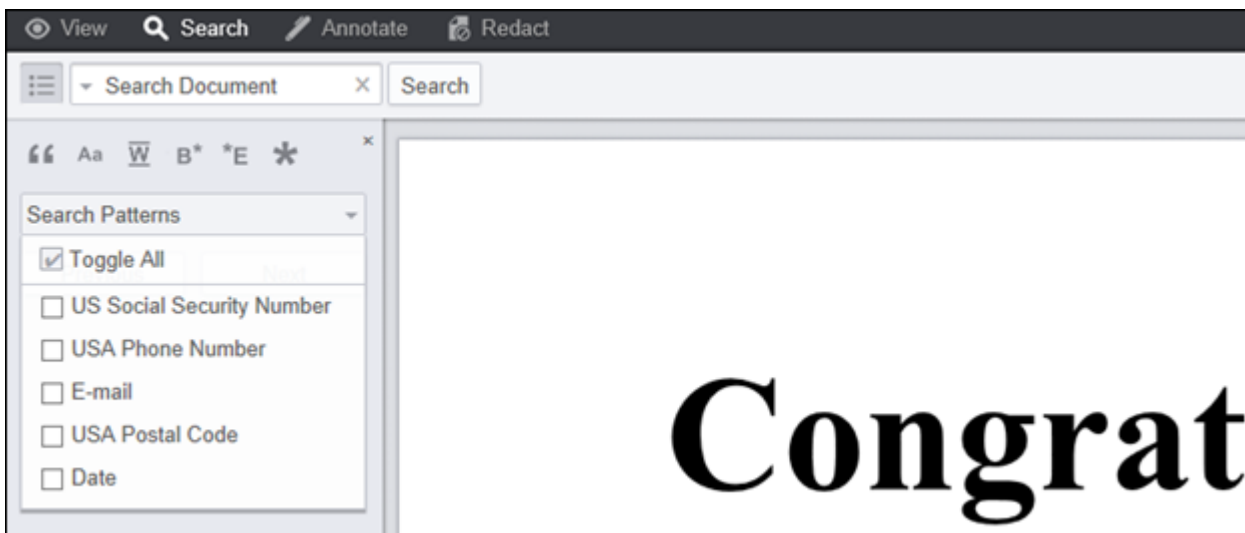 View Search Annotate Redact
Search Document Search
Aa W B* *E *
Search Patterns
Toggle All
Next
US Social Security Number
USA Phone Number
E-mail
USA Postal Code
Date
Congrat